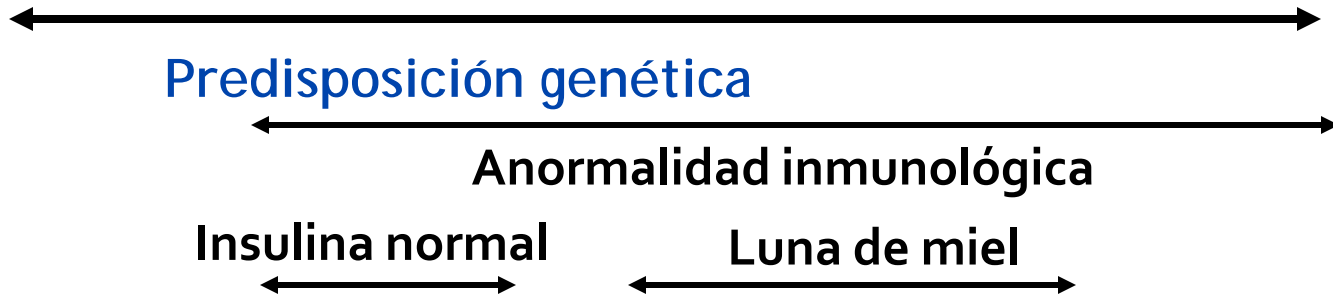 Predisposición genética
Anormalidad inmunológica
Insulina normal
Luna de miel